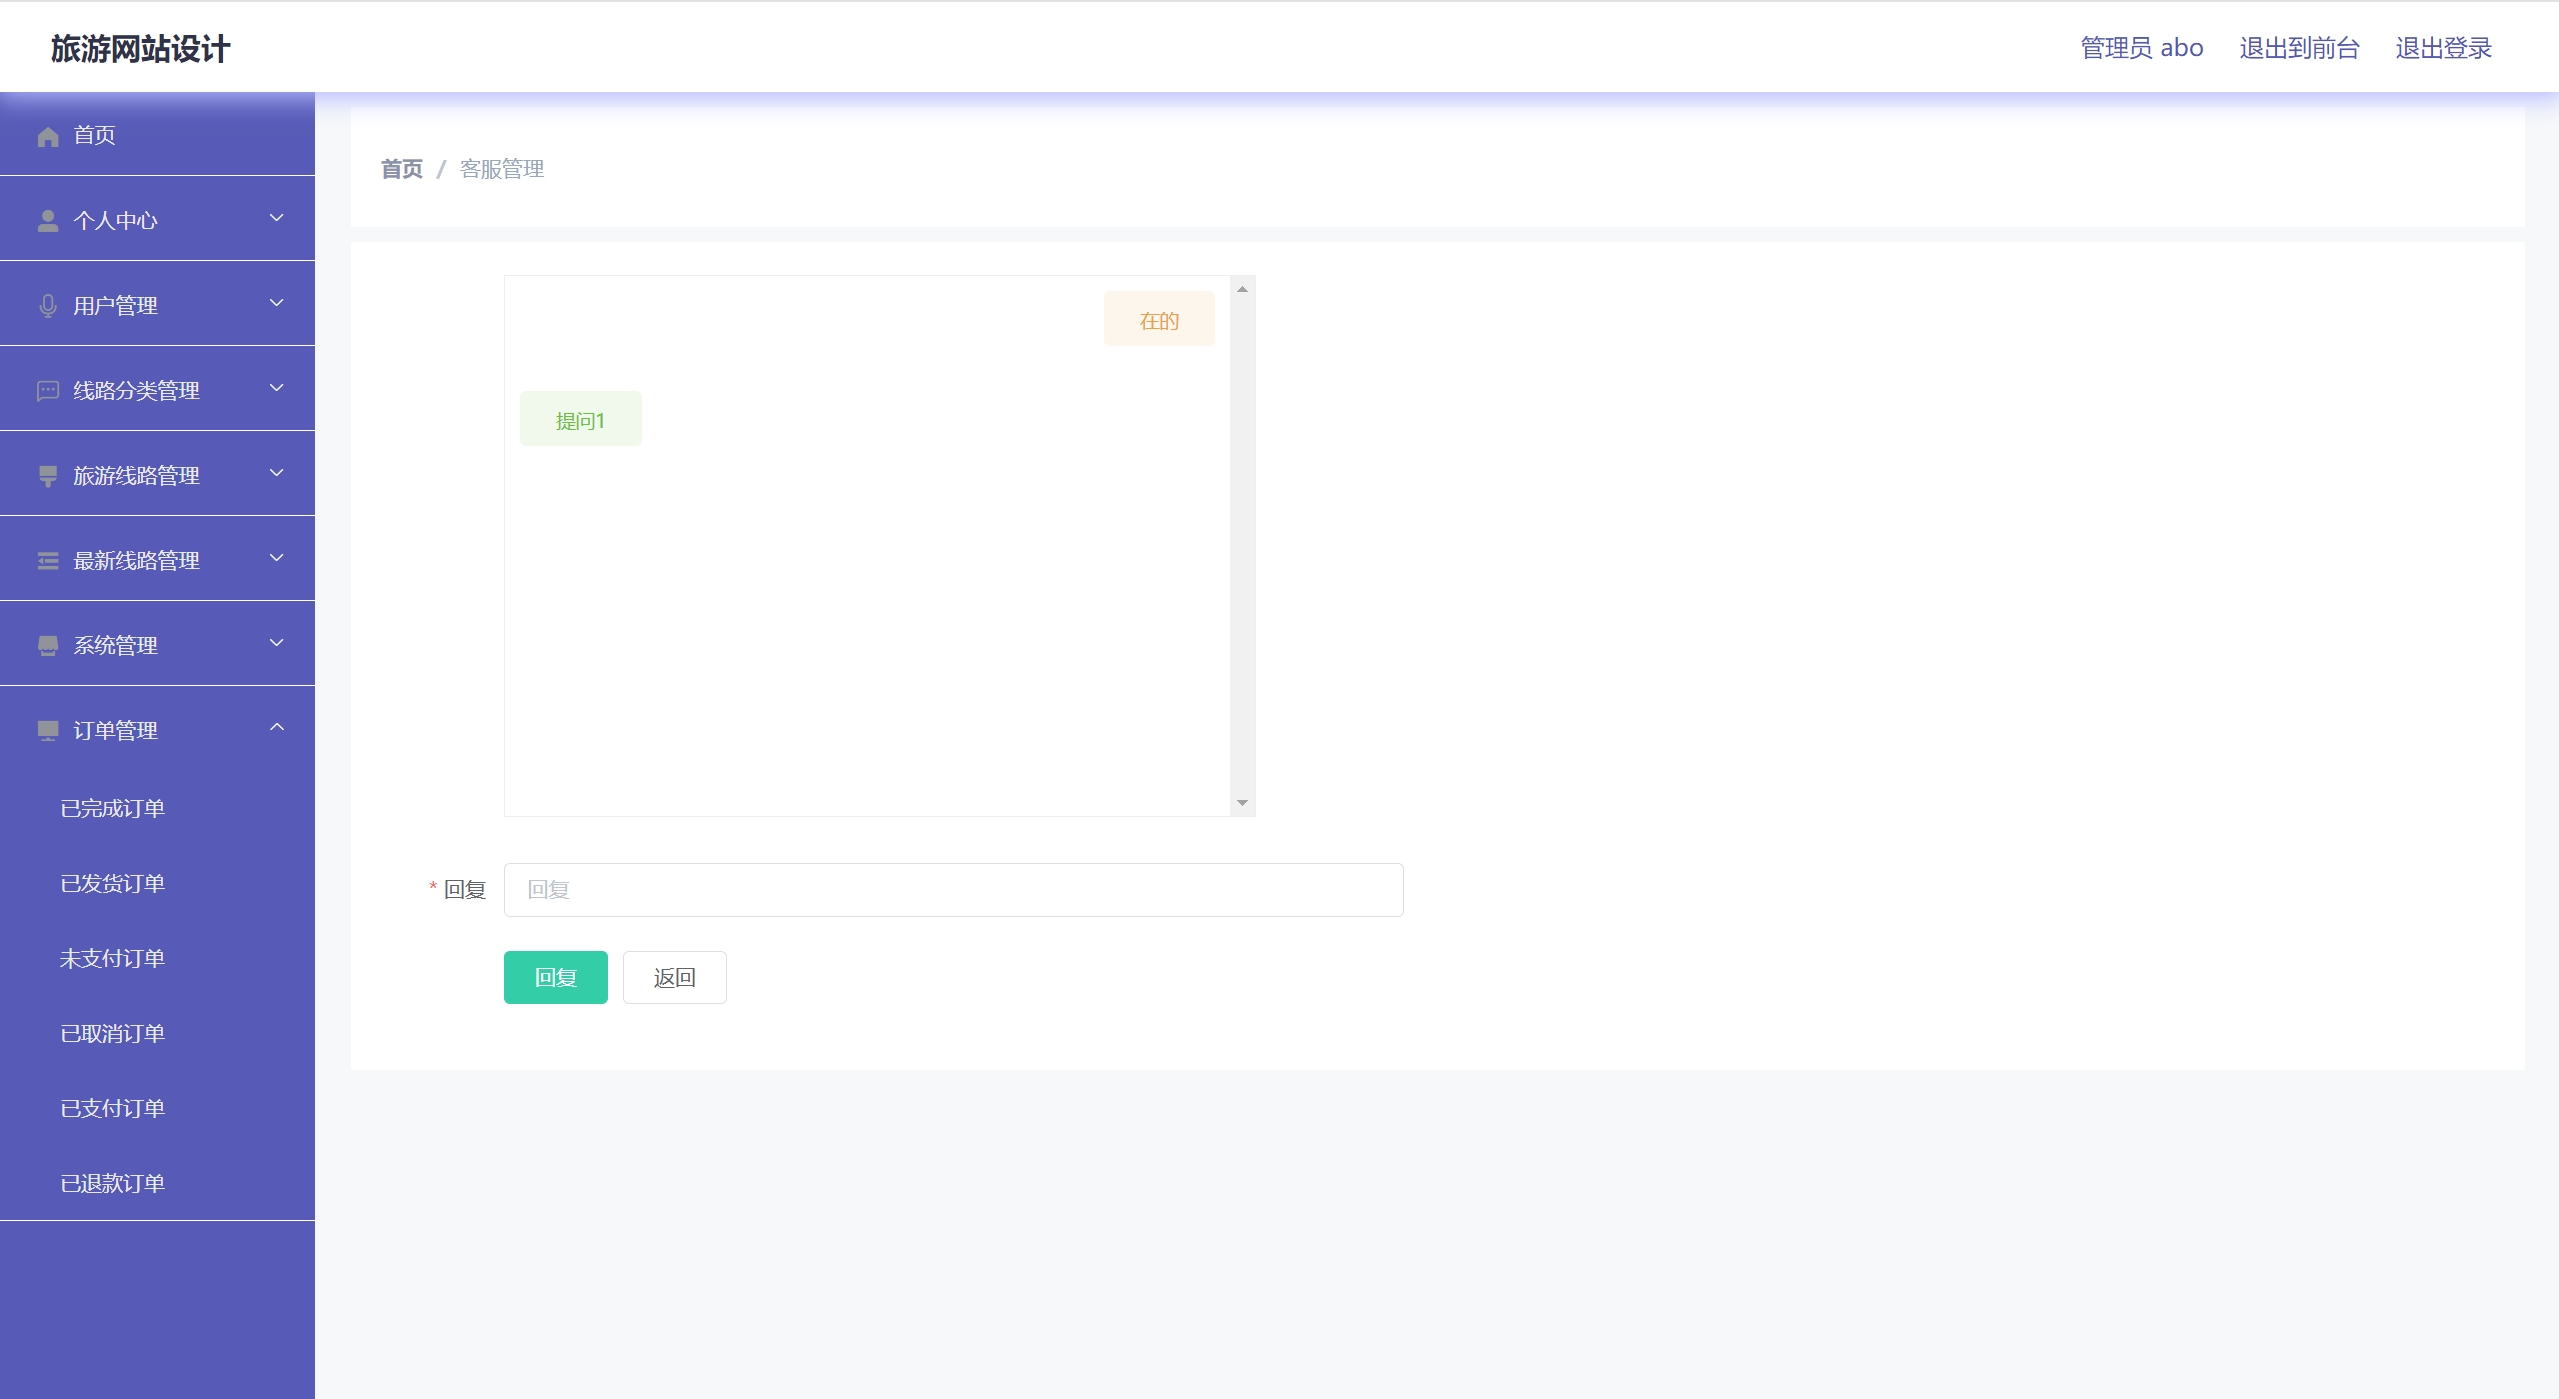 旅游网站设计
管理员 abo 退出到前台 退出登录
首页
个人中心
用户管理
线路分类管理
旅游线路管理
最新线路管理
系统管理
订单管理
已完成订单
已发货订单
未支付订单
已取消订单
已支付订单
已退款订单
首页 / 客服管理
在的
提问1
* 回复 回复
回复 返回